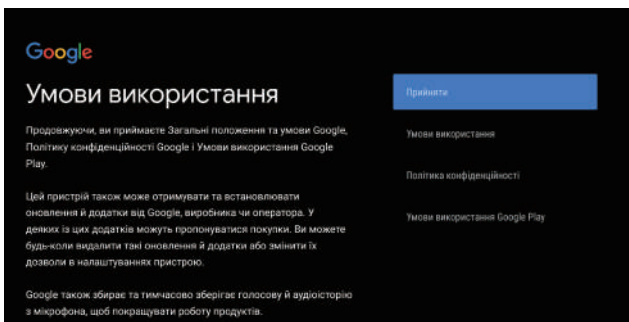 Google
Умови використання
Продовжуючи, ви приймаєте Загальні положення та умови Google,
Політику конфіденційності Google і Умови використання Google
Play.
Цей пристрій також може отримувати та встановлювати
оновлення й додатки від Google, виробника чи оператора. У
деяких із цих додатків можуть пропонуватися покупки. Ви можете
будь-коли видалити такі оновлення й додатки або змінити їх
дозволи в налаштуваннях пристрою.
Google також збирає та тимчасово зберігає голосову й аудіоісторію
з мікрофона, щоб покращувати роботу продуктів.
Прийняти
Умови використання
Політика конфіденційності
Умови використання Google Play